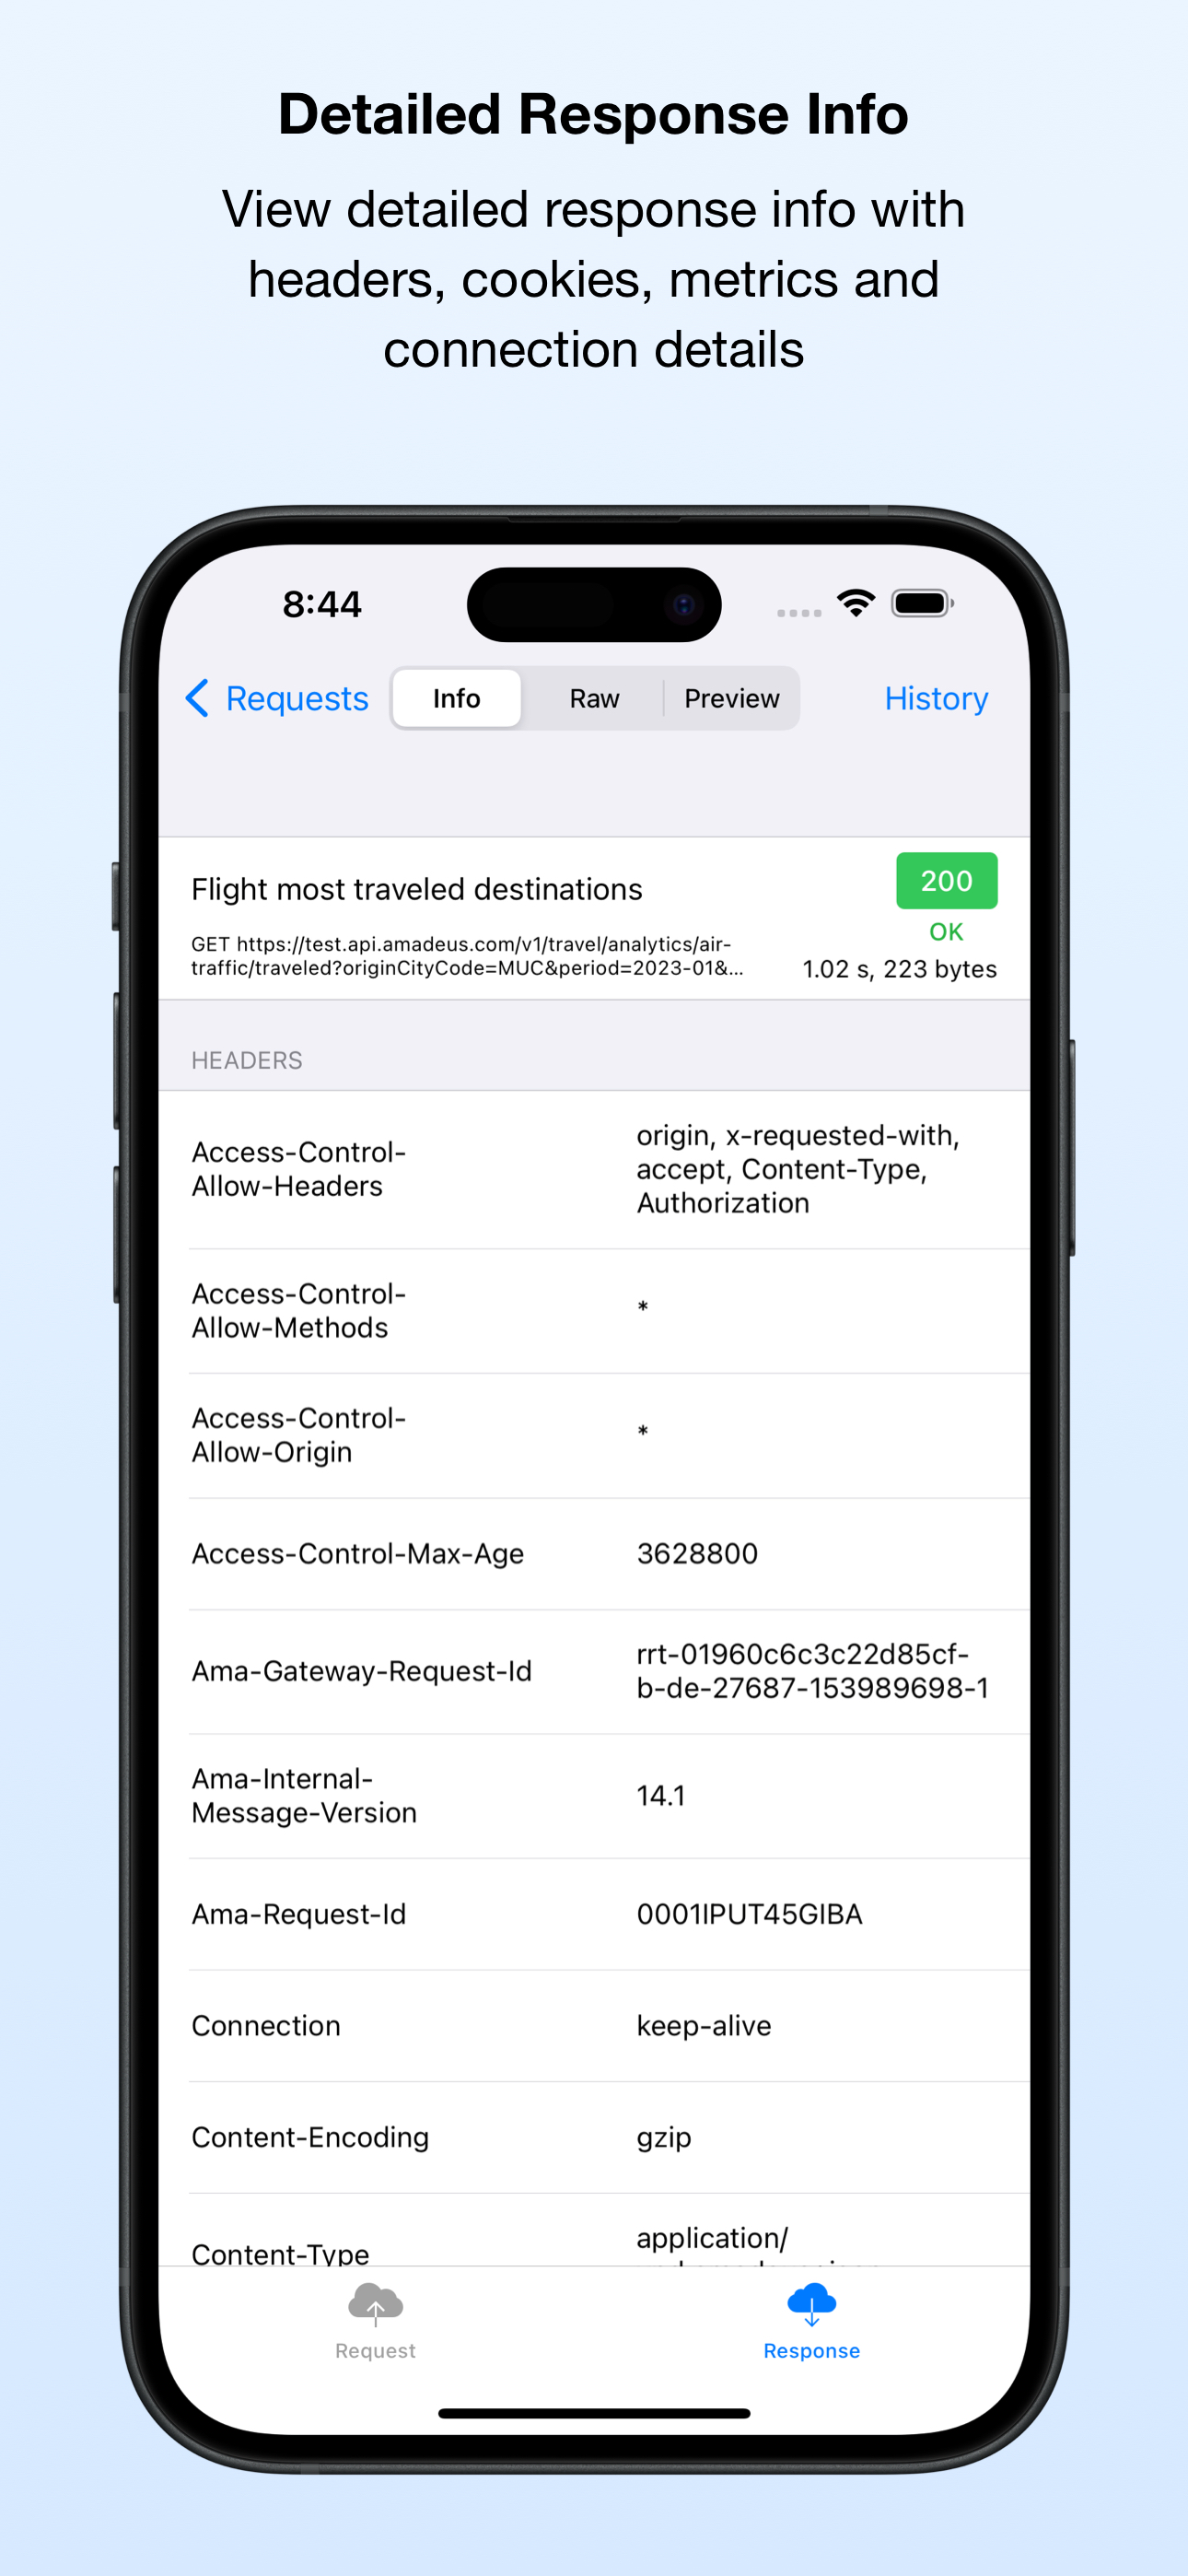 Detailed Response Info
View detailed response info with
headers, cookies, metrics and
connection details
8:44
Requests Info Raw Preview History
Flight most traveled destinations
200
OK
GET https://test.api.amadeus.com/v1/travel/analytics/air-
traffic/traveled?originCityCode=MUC&period=2023-01&...
1.02 s, 223 bytes
HEADERS
Access-Control-
Allow-Headers
origin, x-requested-with,
accept, Content-Type,
Authorization
Access-Control-
Allow-Methods
*
Access-Control-
Allow-Origin
*
Access-Control-Max-Age 3628800
Ama-Gateway-Request-Id
rrt-01960c6c3c22d85cf-
b-de-27687-153989698-1
Ama-Internal-
Message-Version
14.1
Ama-Request-Id 0001IPUT45GIBA
Connection keep-alive
Content-Encoding gzip
Content-Type application/
Request Response